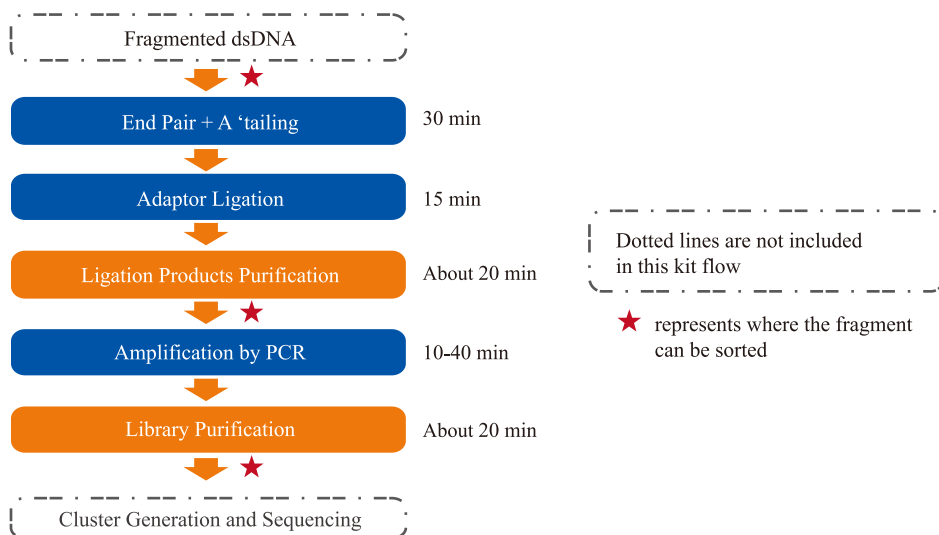 Fragmented dsDNA
End Pair + A ‘tailing
30 min
Adaptor Ligation
15 min
Ligation Products Purification
About 20 min
Amplification by PCR
10-40 min
Library Purification
About 20 min
Cluster Generation and Sequencing
Dotted lines are not included
in this kit flow
represents where the fragment
can be sorted